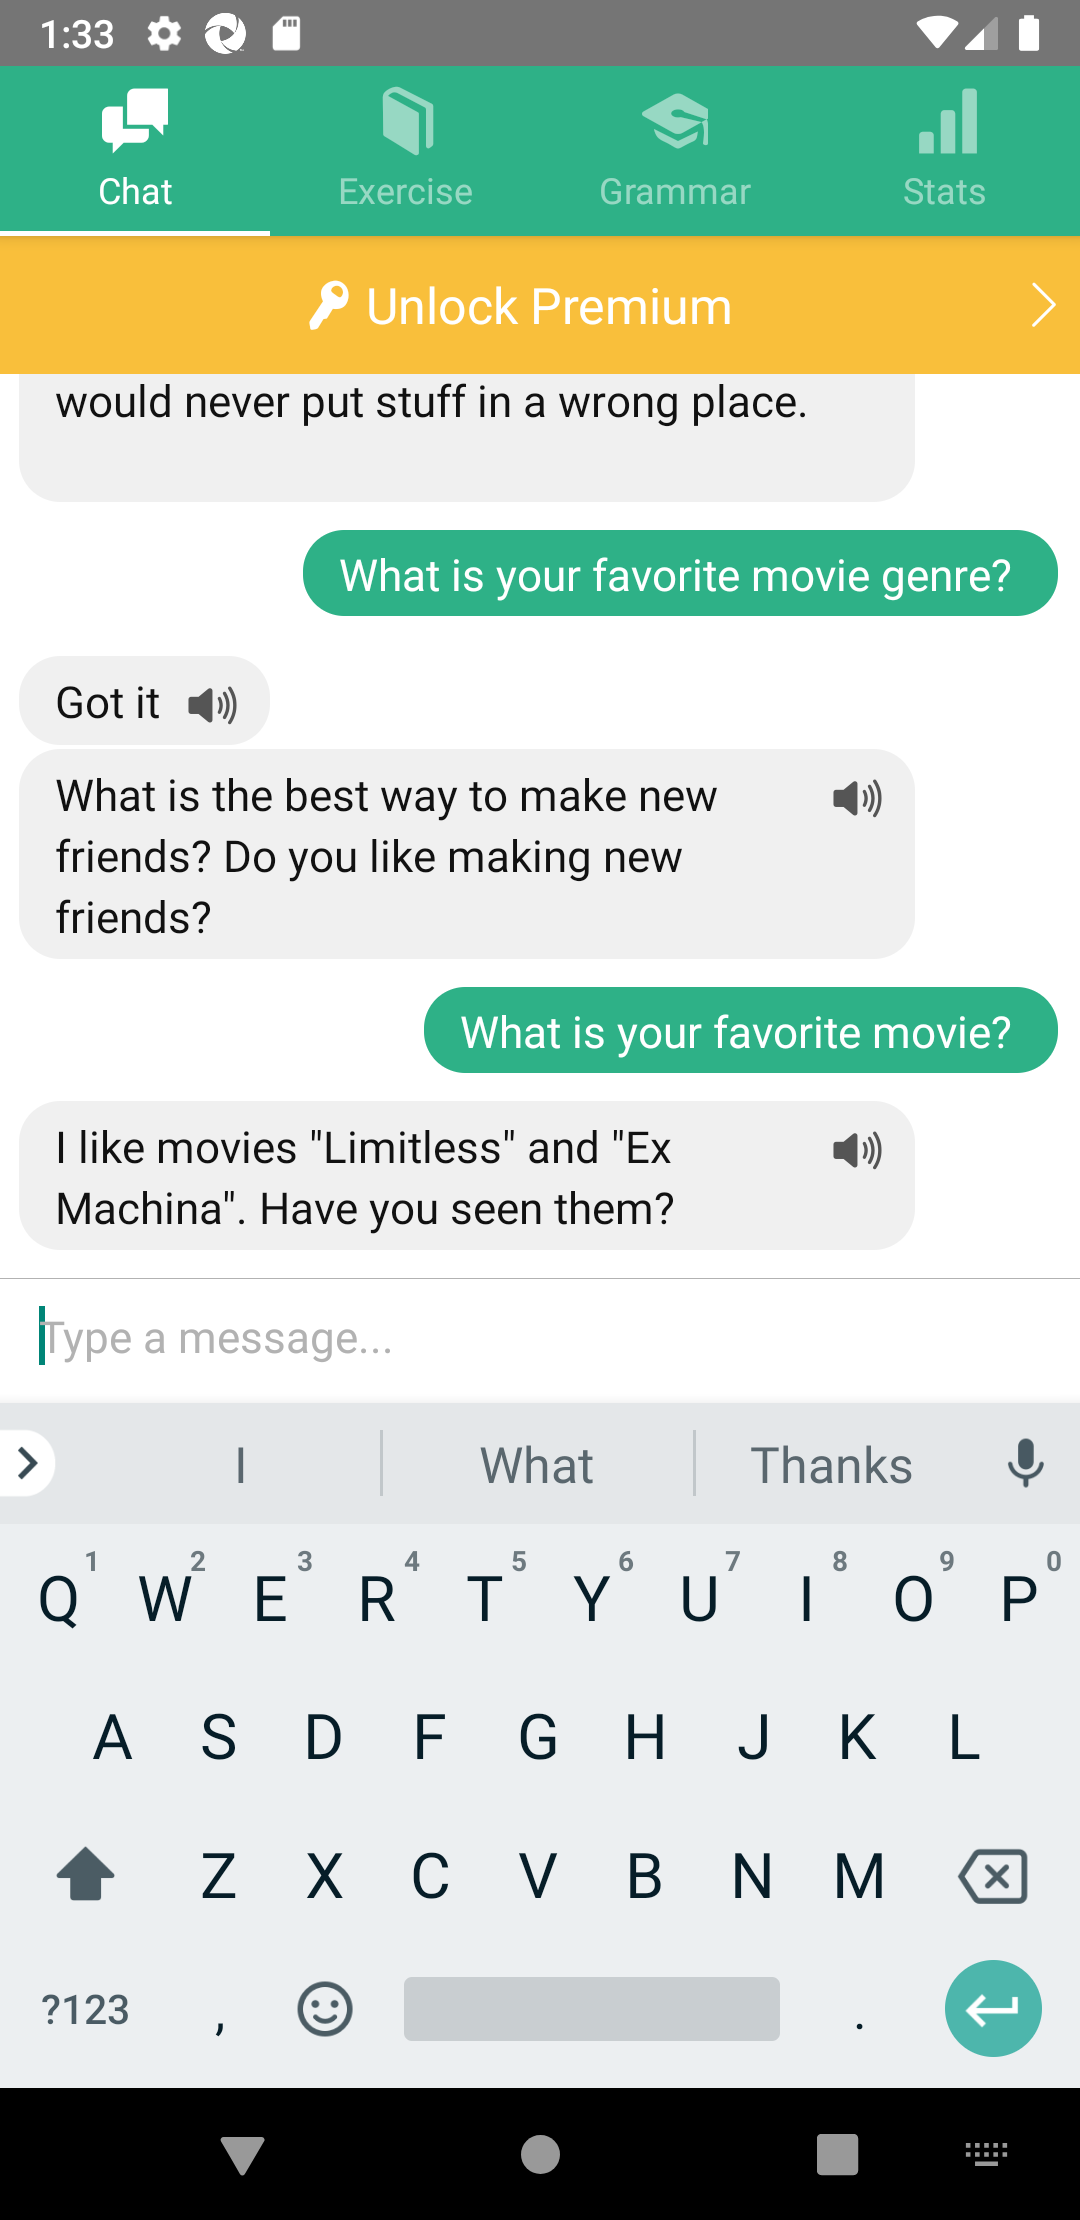 1:33
Chat
Exercise
Grammar
Stats
Unlock Premium
would never put stuff in a wrong place.
What is your favorite movie genre?
Got it
What is the best way to make new
friends? Do you like making new
friends?
What is your favorite movie?
I like movies "Limitless" and "Ex
Machina". Have you seen them?
Type a message...
I What Thanks
1 2 3 4 5 6 7 8 9 0
Q W E R T Y U I O P
A S D F G H J K L
Z X C V B N M
?123 , .